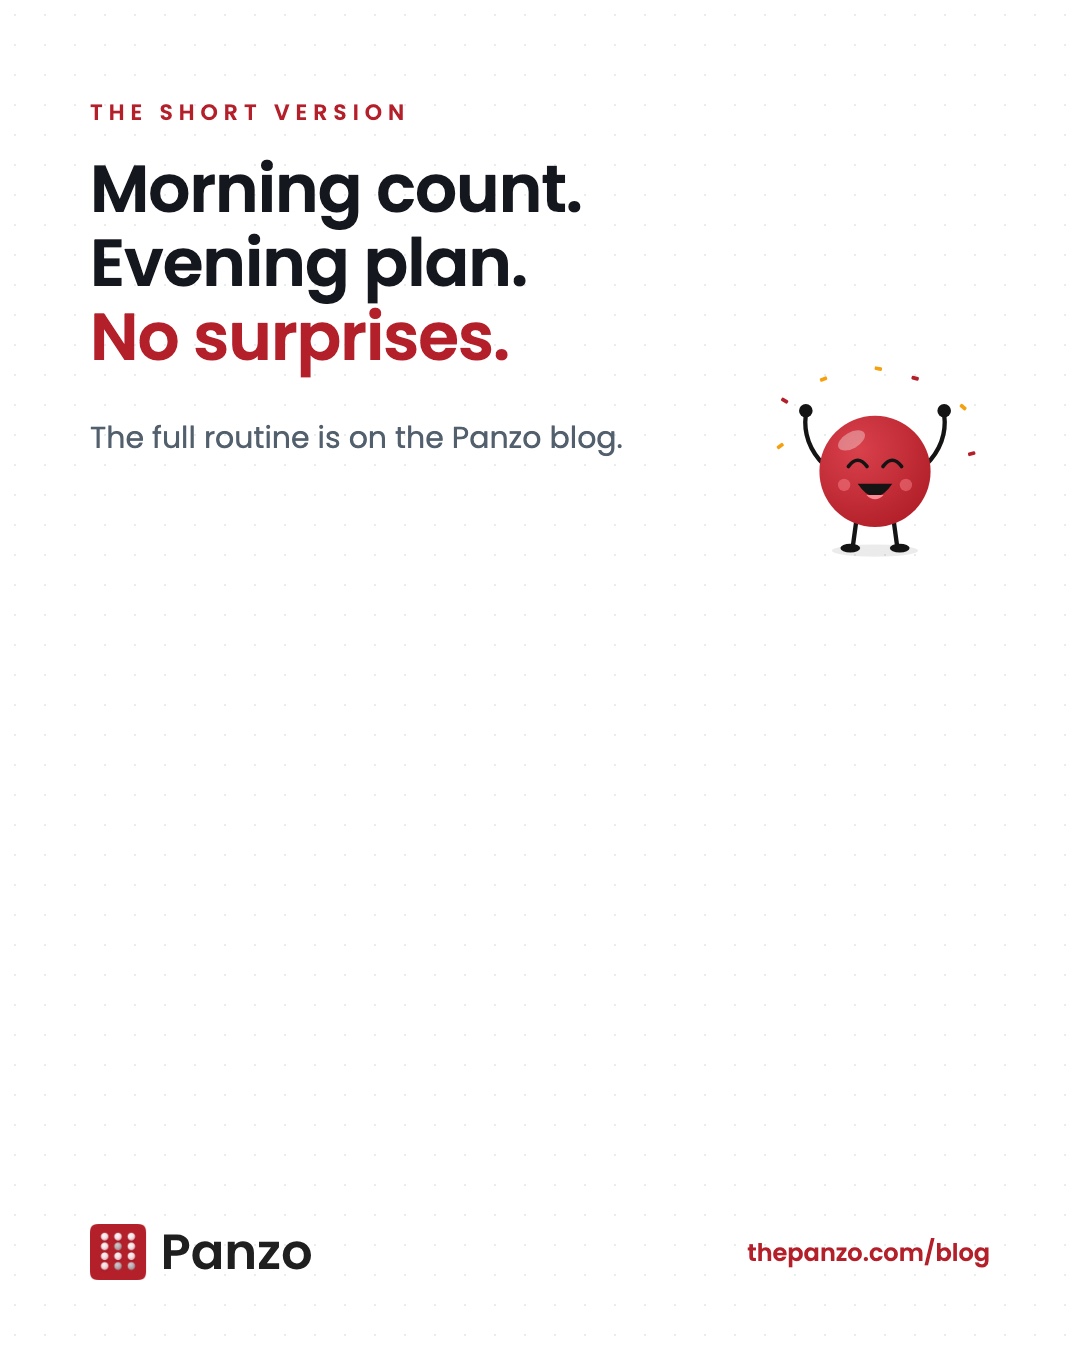 THE SHORT VERSION
Morning count.
Evening plan.
No surprises.
The full routine is on the Panzo blog.
Panzo
thepanzo.com/blog